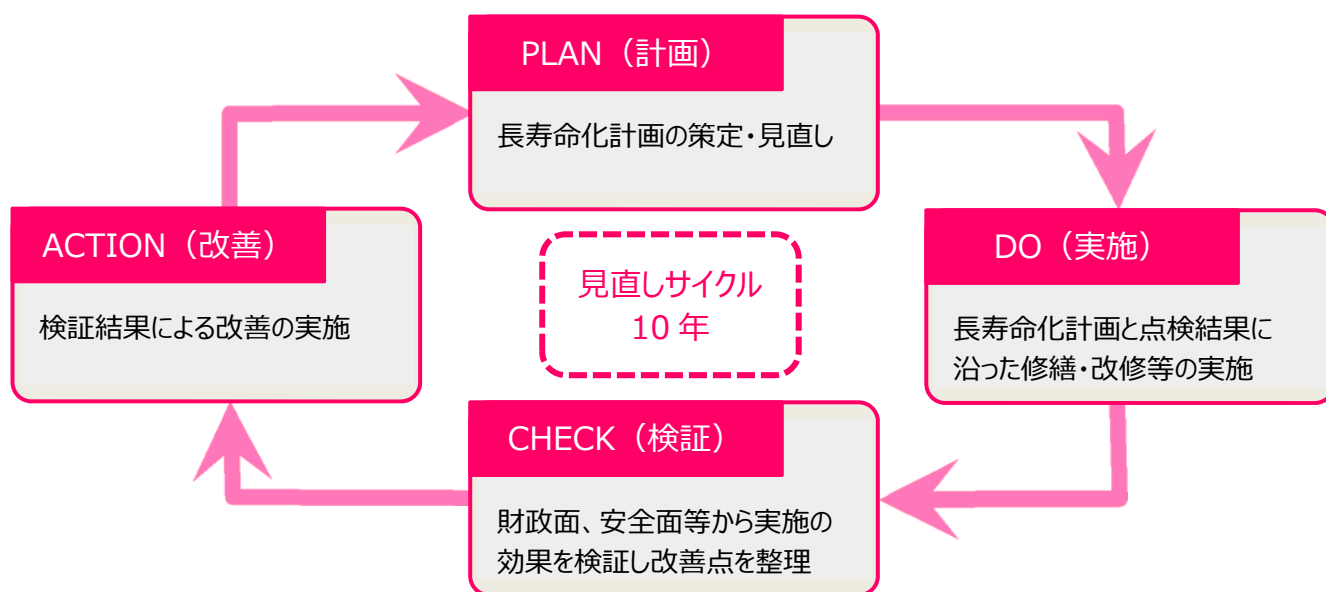 PLAN（計画）
長寿命化計画の策定・見直し
DO（実施）
長寿命化計画と点検結果に
沿った修繕・改修等の実施
CHECK（検証）
財政面、安全面等から実施の
効果を検証し改善点を整理
ACTION（改善）
検証結果による改善の実施
見直しサイクル
10 年